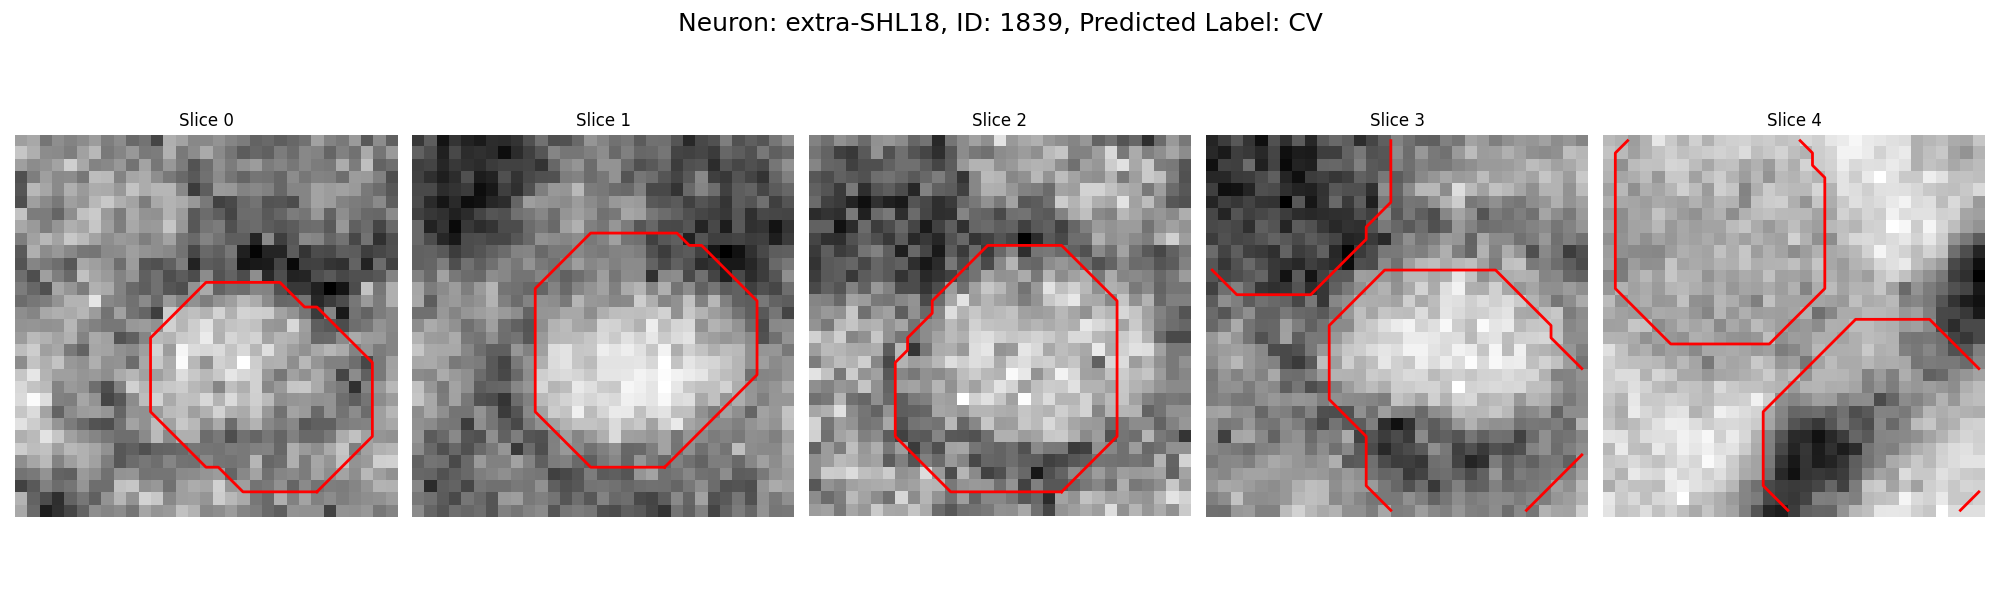 Neuron: extra-SHL18, ID: 1839, Predicted Label: CV
Slice 0
Slice 1
Slice 2
Slice 3
Slice 4